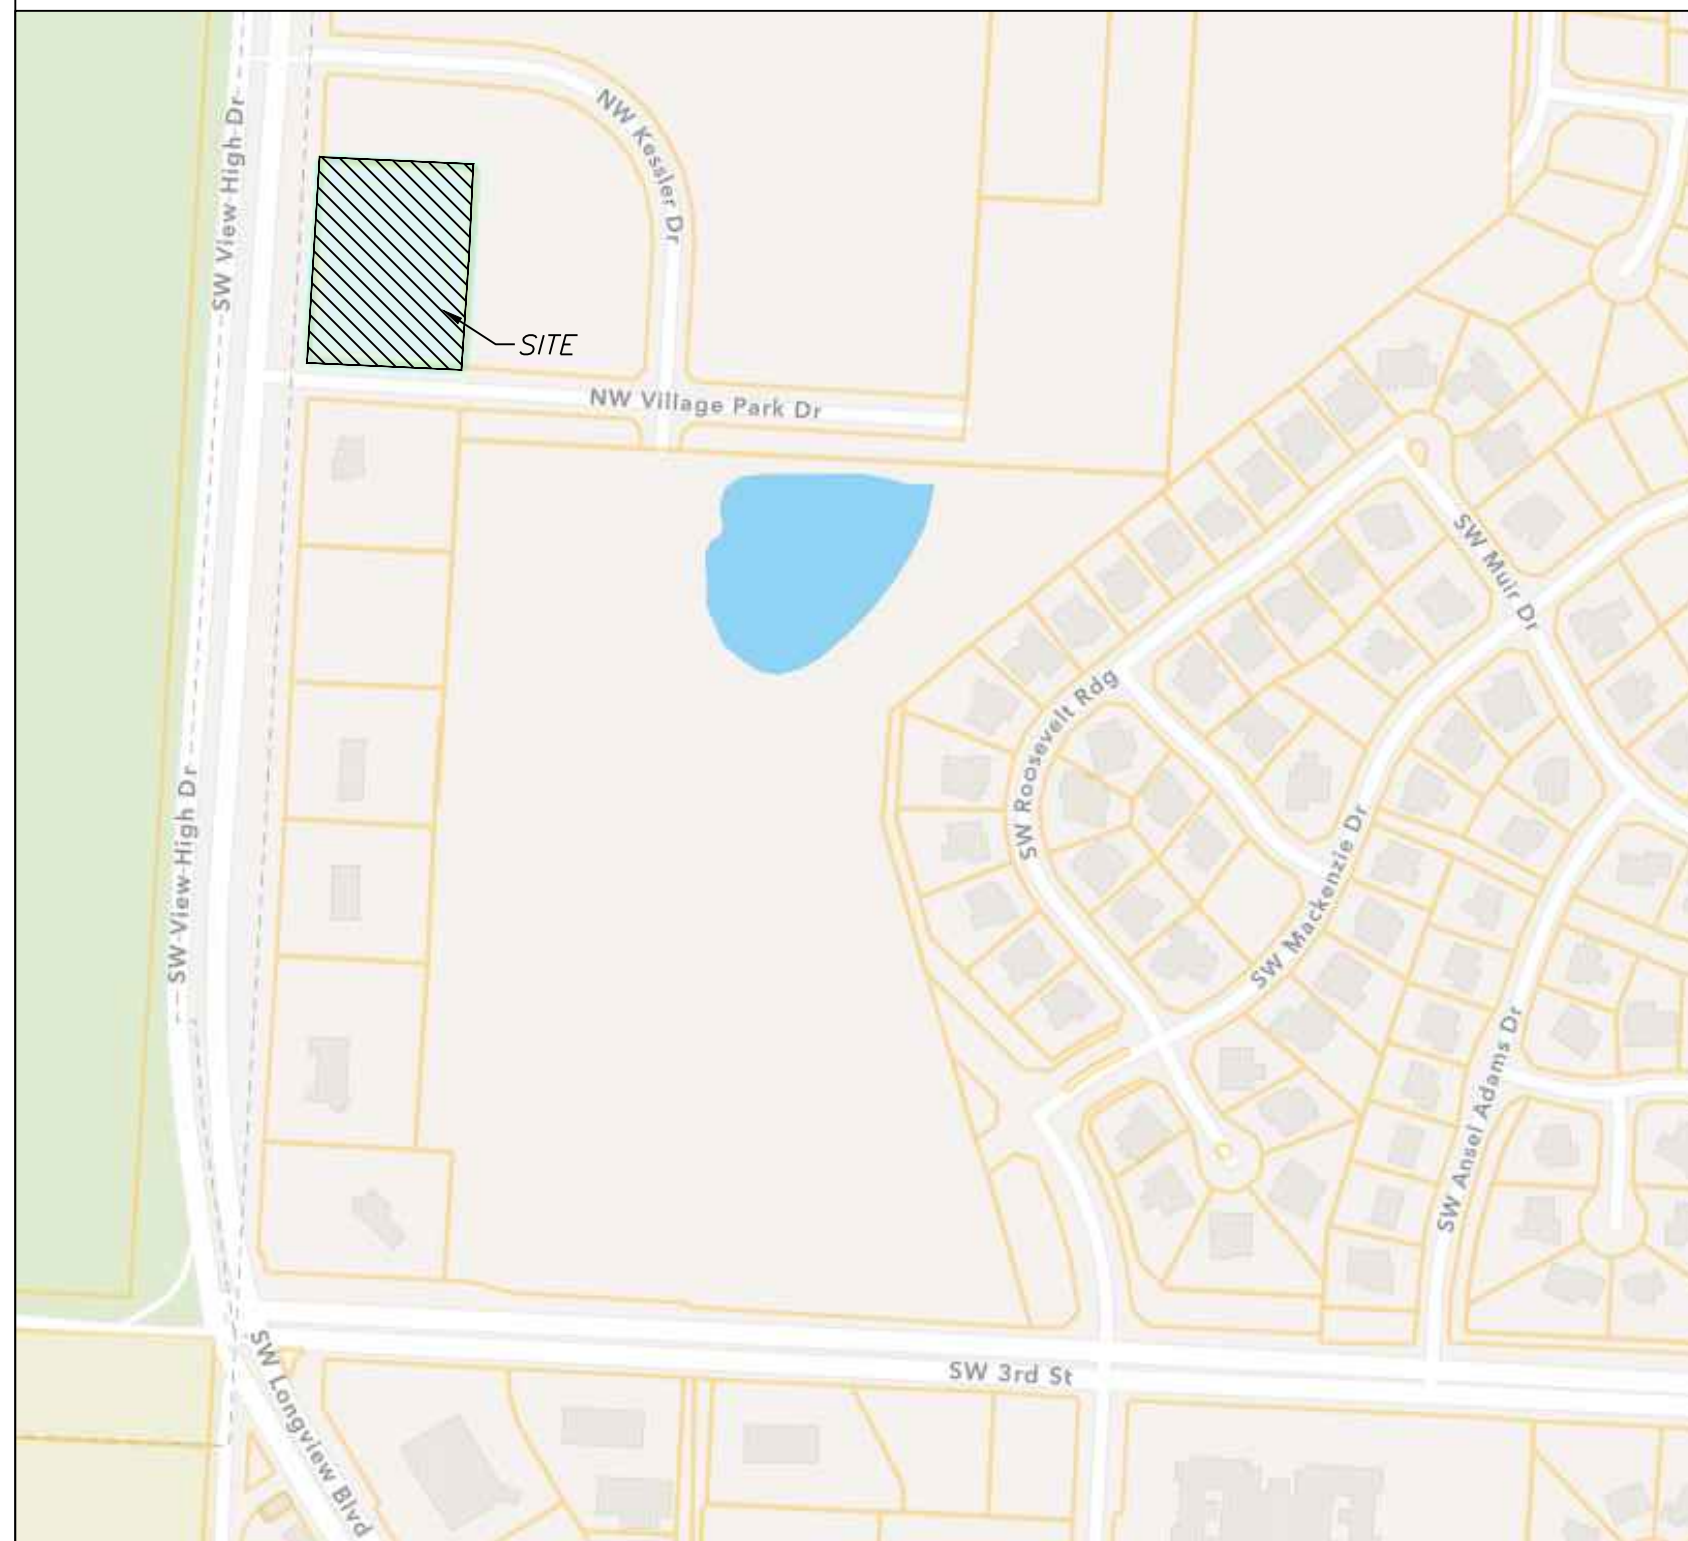 SW View High Dr
NW Kessler Dr
SITE
NW Village Park Dr
SW Muir Dr
SW Roosevelt Rdg
SW View High Dr
SW Mackenzie Dr
SW Ansel Adams Dr
SW Longview Blvd
SW 3rd St